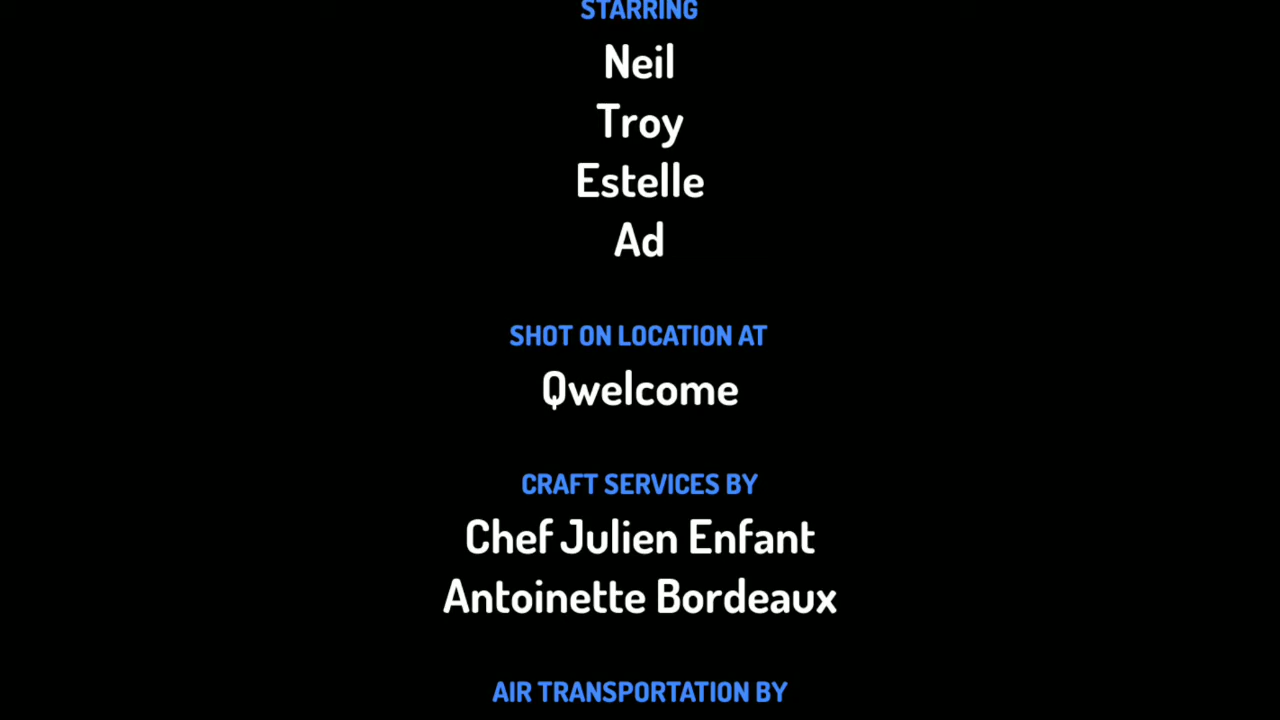 STARRING
Neil
Troy
Estelle
Ad
SHOT ON LOCATION AT
Qwelcome
CRAFT SERVICES BY
Chef Julien Enfant
Antoinette Bordeaux
AIR TRANSPORTATION BY